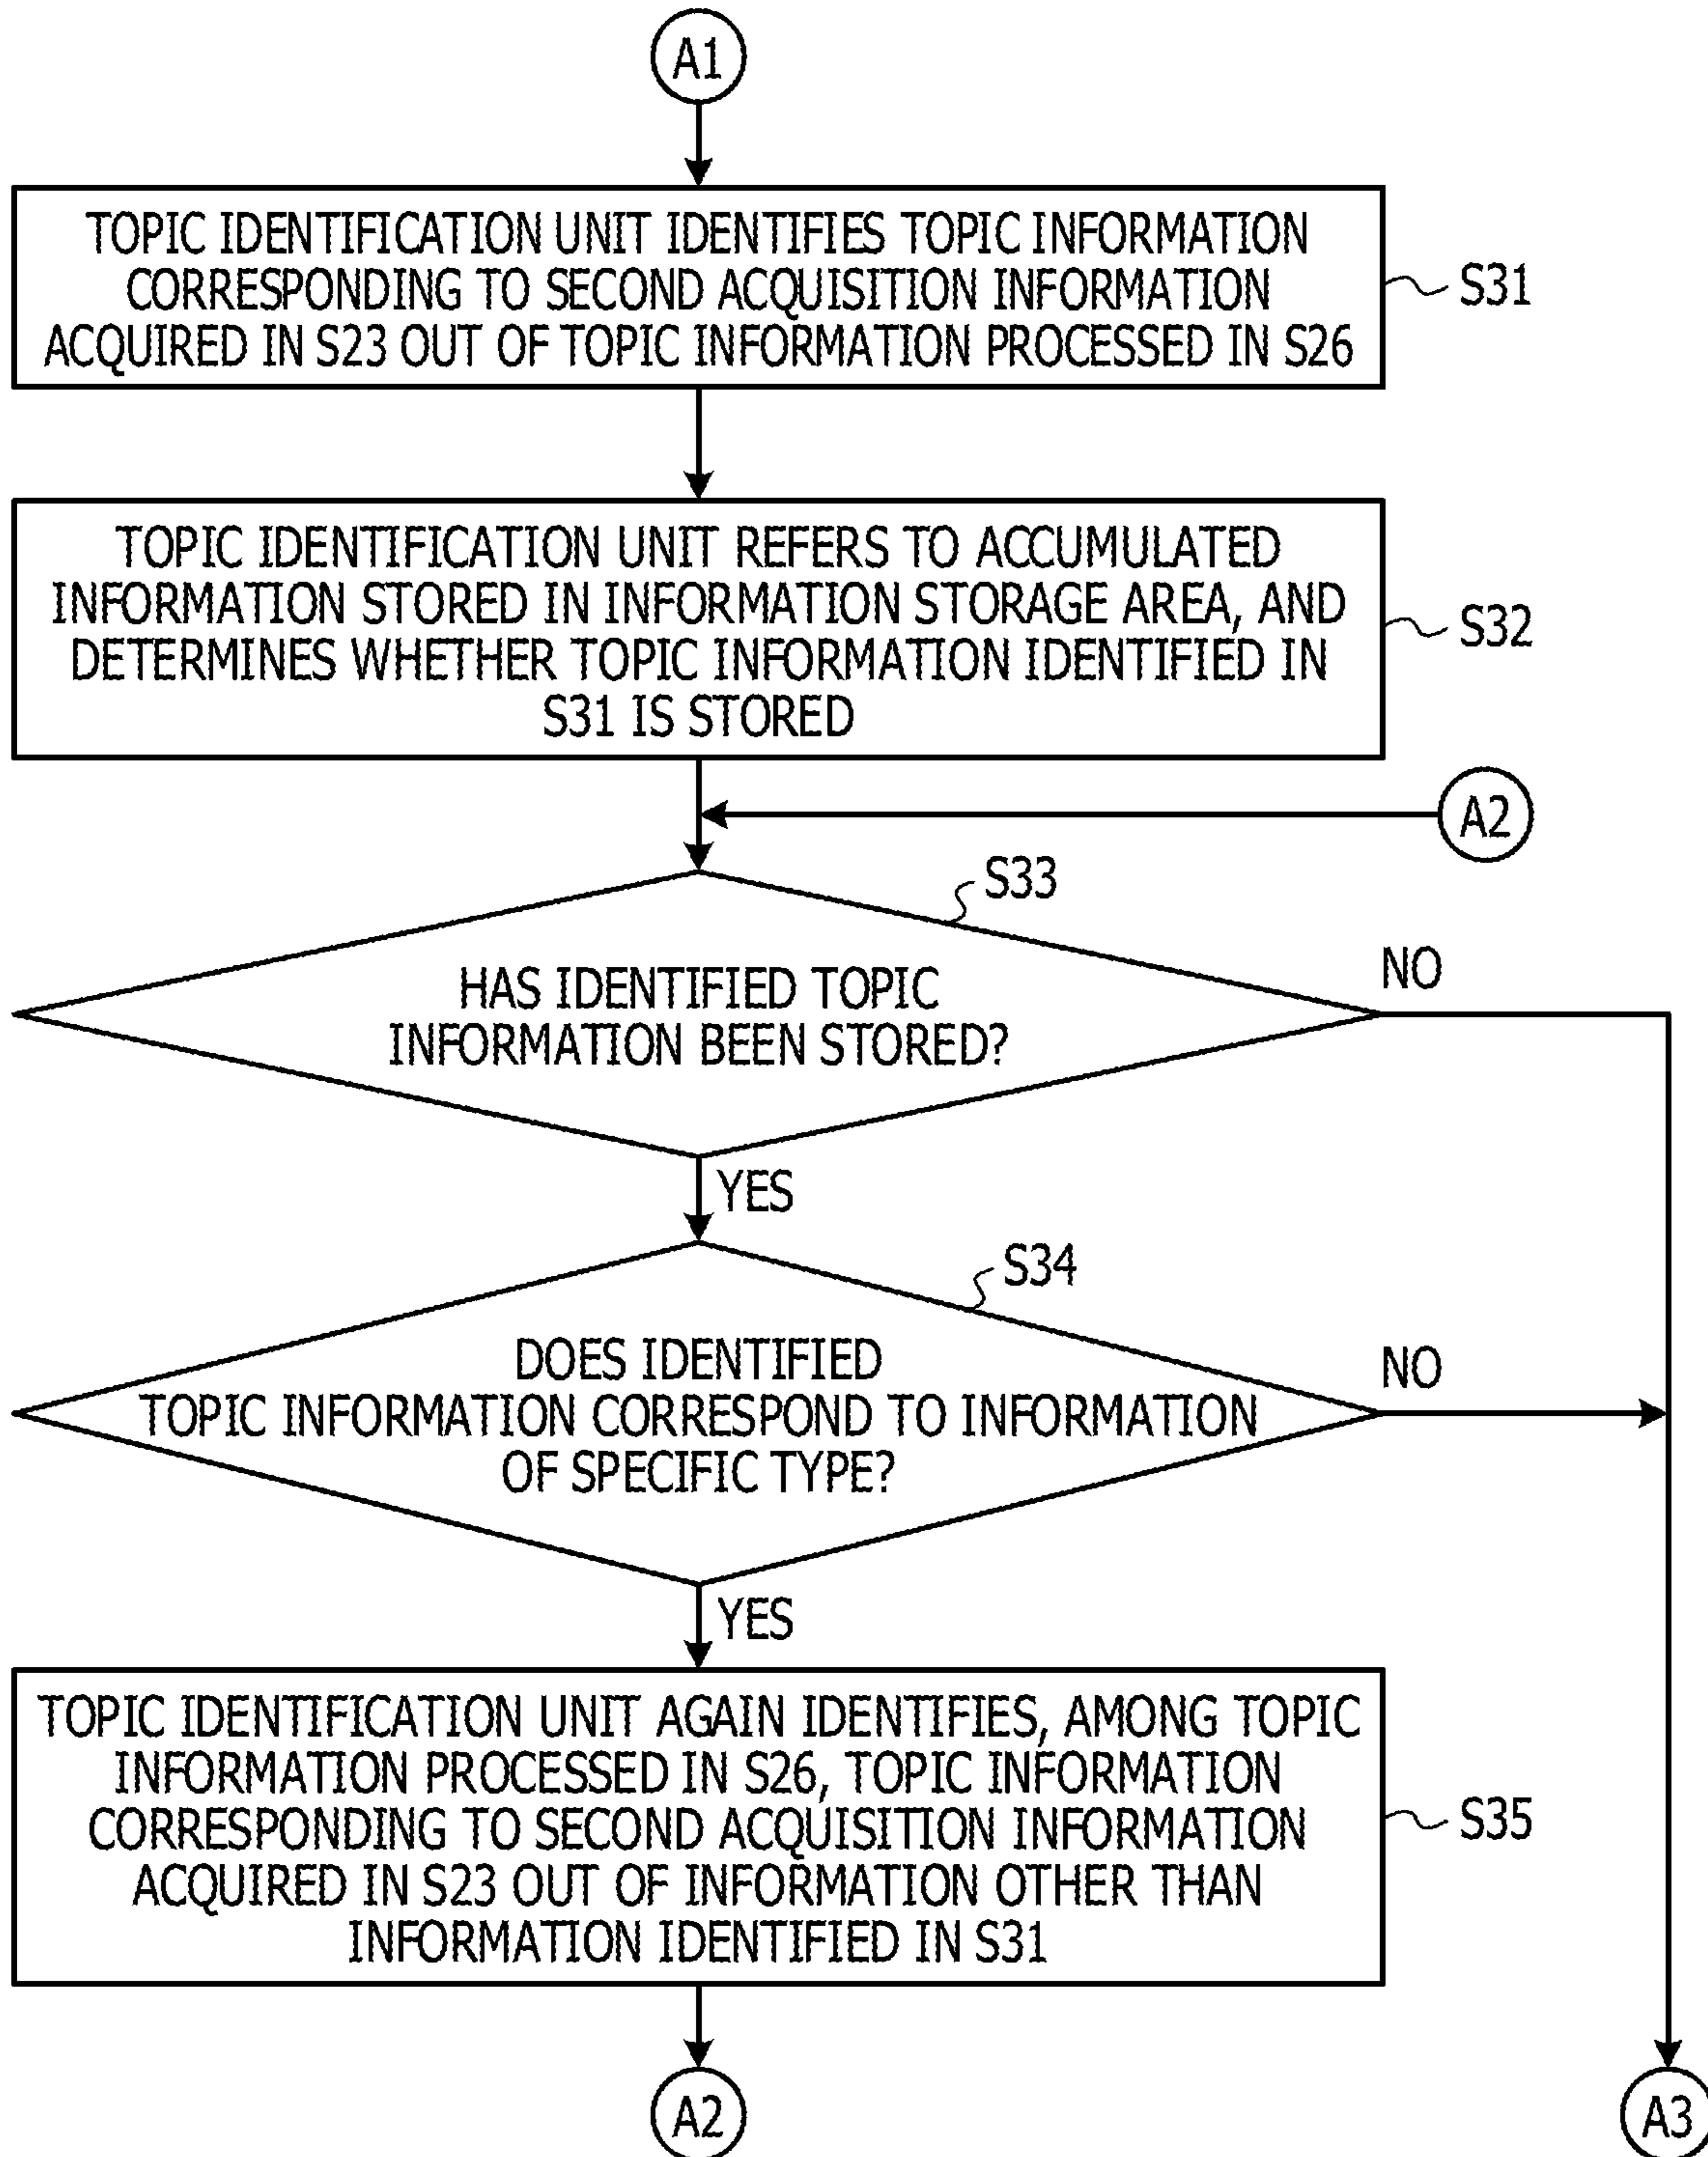 A1
TOPIC IDENTIFICATION UNIT IDENTIFIES TOPIC INFORMATION
CORRESPONDING TO SECOND ACQUISITION INFORMATION
ACQUIRED IN S23 OUT OF TOPIC INFORMATION PROCESSED IN S26
S31
TOPIC IDENTIFICATION UNIT REFERS TO ACCUMULATED
INFORMATION STORED IN INFORMATION STORAGE AREA, AND
DETERMINES WHETHER TOPIC INFORMATION IDENTIFIED IN
S31 IS STORED
S32
A2
S33
HAS IDENTIFIED TOPIC
INFORMATION BEEN STORED?
NO
YES
S34
DOES IDENTIFIED
TOPIC INFORMATION CORRESPOND TO INFORMATION
OF SPECIFIC TYPE?
NO
YES
TOPIC IDENTIFICATION UNIT AGAIN IDENTIFIES, AMONG TOPIC
INFORMATION PROCESSED IN S26, TOPIC INFORMATION
CORRESPONDING TO SECOND ACQUISITION INFORMATION
ACQUIRED IN S23 OUT OF INFORMATION OTHER THAN
INFORMATION IDENTIFIED IN S31
S35
A2
A3